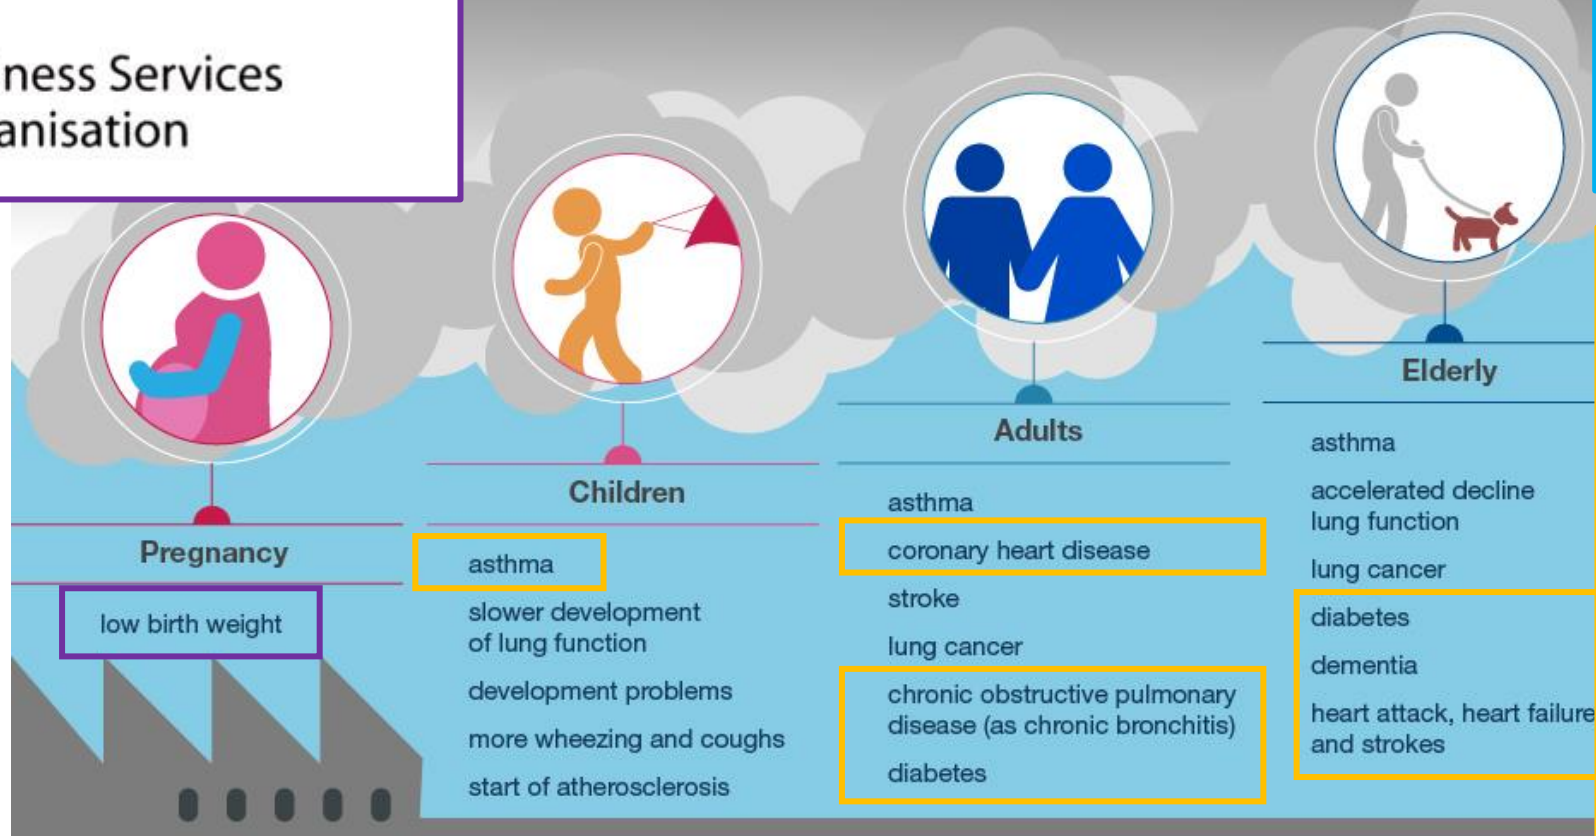 ness Services
anisation
Pregnancy
low birth weight
Children
asthma
slower development
of lung function
development problems
more wheezing and coughs
start of atherosclerosis
Adults
asthma
coronary heart disease
stroke
lung cancer
chronic obstructive pulmonary
disease (as chronic bronchitis)
diabetes
Elderly
asthma
accelerated decline
lung function
lung cancer
diabetes
dementia
heart attack, heart failure
and strokes